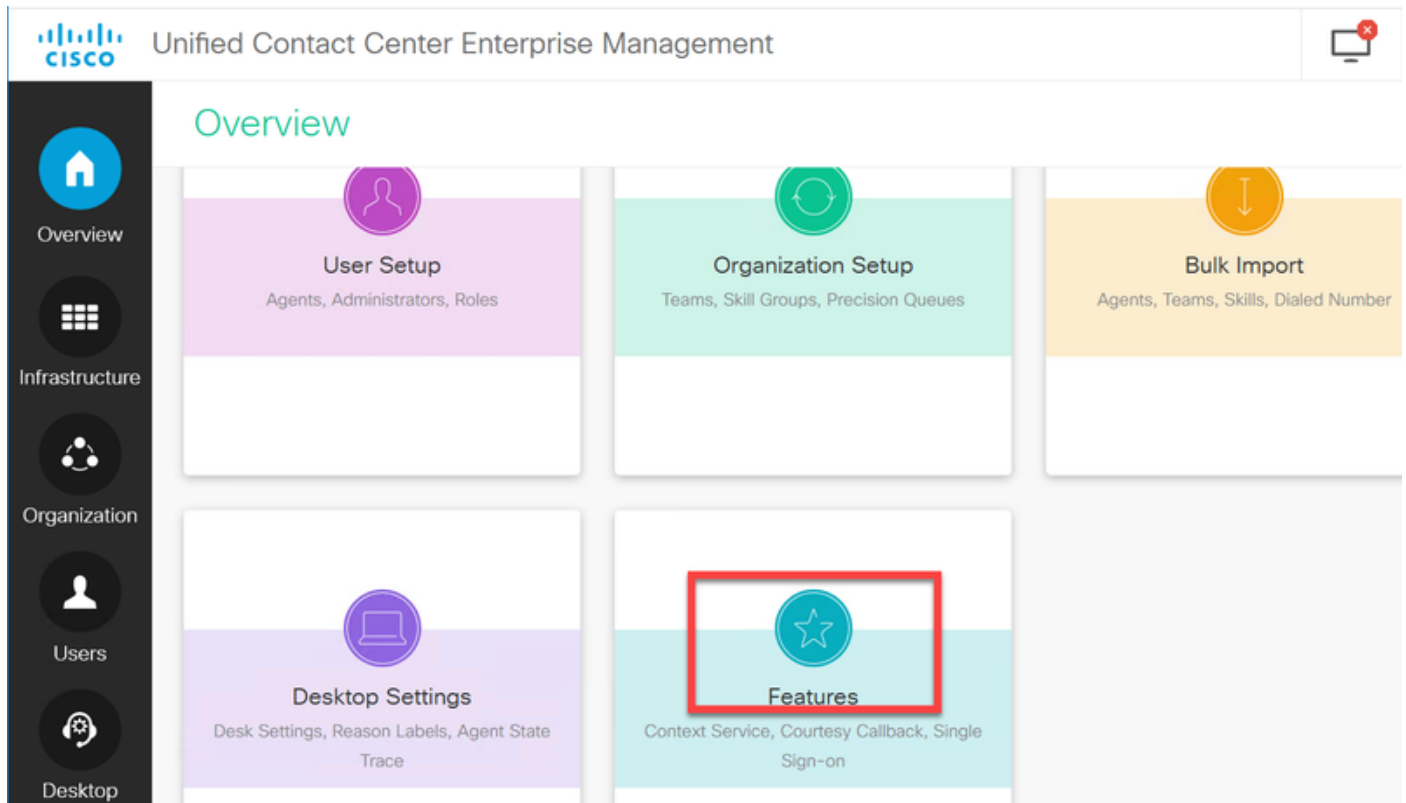 CISCO
Unified Contact Center Enterprise Management
Overview
Overview
Infrastructure
Organization
Users
Desktop
User Setup
Agents, Administrators, Roles
Organization Setup
Teams, Skill Groups, Precision Queues
Bulk Import
Agents, Teams, Skills, Dialed Number
Desktop Settings
Desk Settings, Reason Labels, Agent State
Trace
Features
Context Service, Courtesy Callback, Single
Sign-on